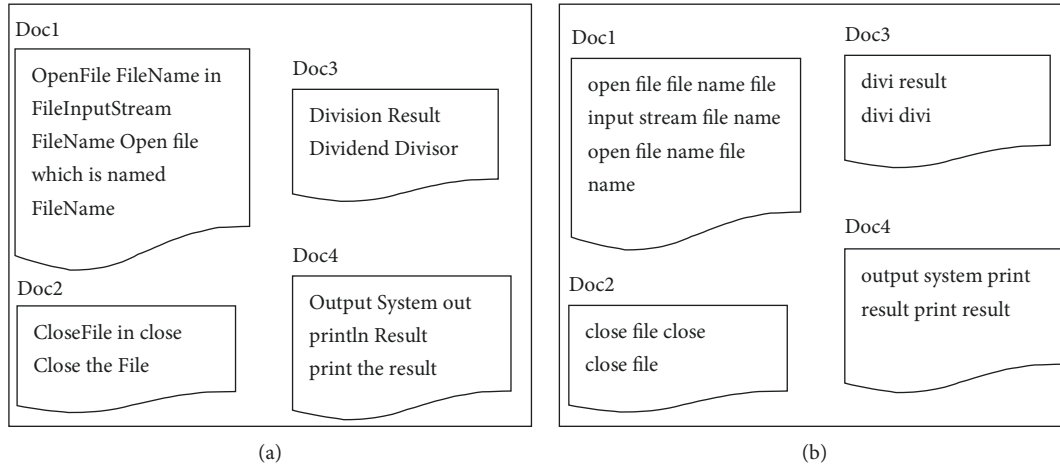 Doc1
OpenFile FileName in
FileInputStream
FileName Open file
which is named
FileName
Doc2
CloseFile in close
Close the File
Doc3
Division Result
Dividend Divisor
Doc4
Output System out
println Result
print the result
(a)
Doc1
open file file name file
input stream file name
open file name file
name
Doc2
close file close
close file
Doc3
divi result
divi divi
Doc4
output system print
result print result
(b)